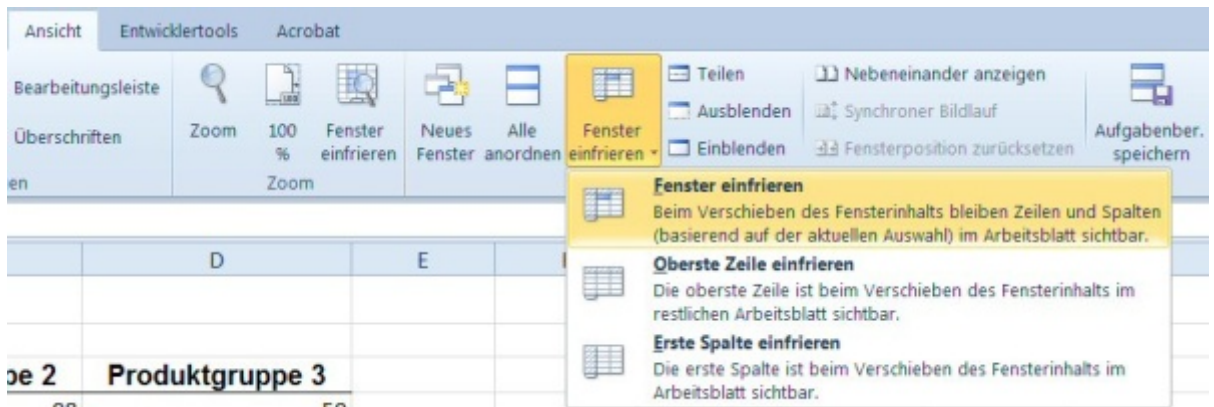 Ansicht Entwicklertools Acrobat
Bearbeitungsleiste
Überschriften
en
Zoom
100
%
Fenster
einfrieren
Zoom
Neues
Fenster
Alle
anordnen
Fenster
einfrieren
Teilen
Ausblenden
Einblenden
Nebeneinander anzeigen
Synchroner Bildlauf
Fensterposition zurücksetzen
Aufgabenber.
speichern
Fenster einfrieren
Beim Verschieben des Fensterinhalts bleiben Zeilen und Spalten
(basierend auf der aktuellen Auswahl) im Arbeitsblatt sichtbar.
Oberste Zeile einfrieren
Die oberste Zeile ist beim Verschieben des Fensterinhalts im
restlichen Arbeitsblatt sichtbar.
Erste Spalte einfrieren
Die erste Spalte ist beim Verschieben des Fensterinhalts im
Arbeitsblatt sichtbar.
D E
pe 2 Produktgruppe 3